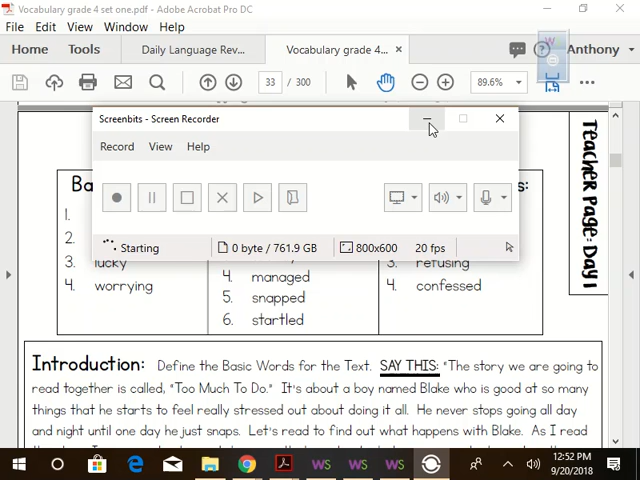 Vocabulary grade 4 set one.pdf - Adobe Acrobat Pro DC
File Edit View Window Help
Home Tools Daily Language Rev... Vocabulary grade 4... × Anthony
33 / 300 89.6%
Screenbits - Screen Recorder
Record View Help
Starting 0 byte / 761.9 GB 800x600 20 fps
TEACHER PAGE: DAY 1
Ba
s:
1.
2.
3. lucky
4. worrying
4. managed
5. snapped
6. startled
3. refusing
4. confessed
Introduction: Define the Basic Words for the Text. SAY THIS: "The story we are going to
read together is called, "Too Much To Do." It's about a boy named Blake who is good at so many
things that he starts to feel really stressed out about doing it all. He never stops going all day
and night until one day he just snaps. Let's read to find out what happens with Blake. As I read
12:52 PM
9/20/2018